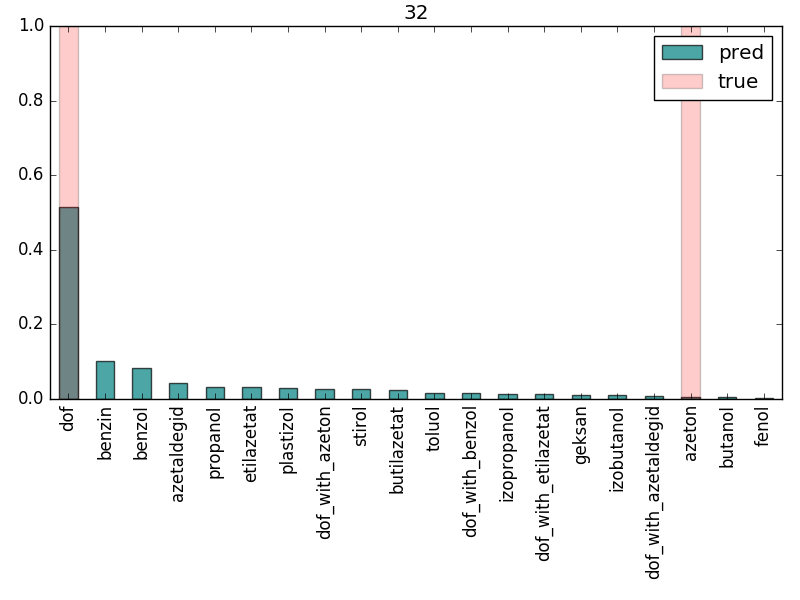 32
1.0
0.8
0.6
0.4
0.2
0.0
pred
true
dof
benzin
benzol
azetaldegid
propanol
etilazetat
plastizol
dof_with_azeton
stirol
butilazetat
toluol
dof_with_benzol
izopropanol
dof_with_etilazetat
geksan
izobutanol
dof_with_azetaldegid
azeton
butanol
fenol